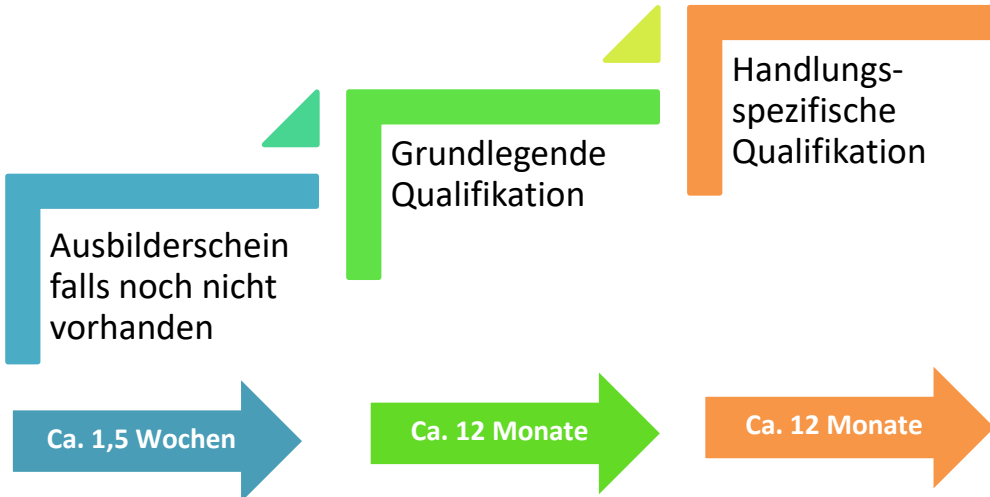 Ausbilderschein
falls noch nicht
vorhanden
Grundlegende
Qualifikation
Handlungs-
spezifische
Qualifikation
Ca. 1,5 Wochen
Ca. 12 Monate
Ca. 12 Monate